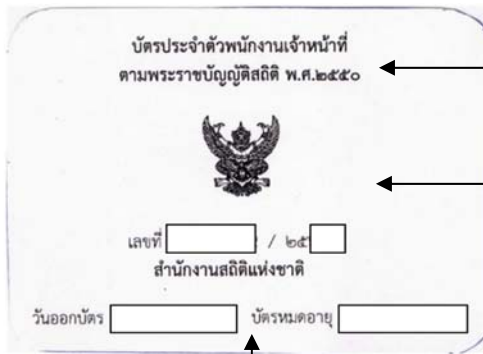 บัตรประจำตัวพนักงานเจ้าหน้าที่
ตามพระราชบัญญัติสถิติ พ.ศ.๒๕๕๐
เลขที่ / ๒๕
สำนักงานสถิติแห่งชาติ
วันออกบัตร บัตรหมดอายุ